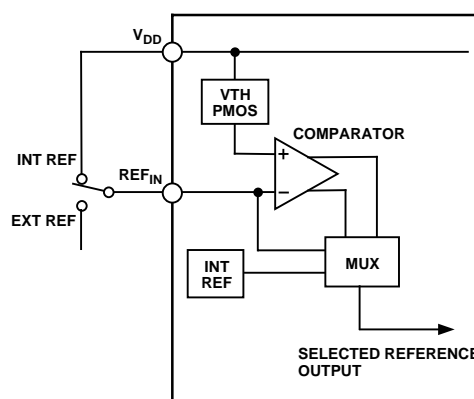 VDD
VTH
PMOS
COMPARATOR
+
INT REF
REFIN
−
EXT REF
INT
REF
MUX
SELECTED REFERENCE
OUTPUT